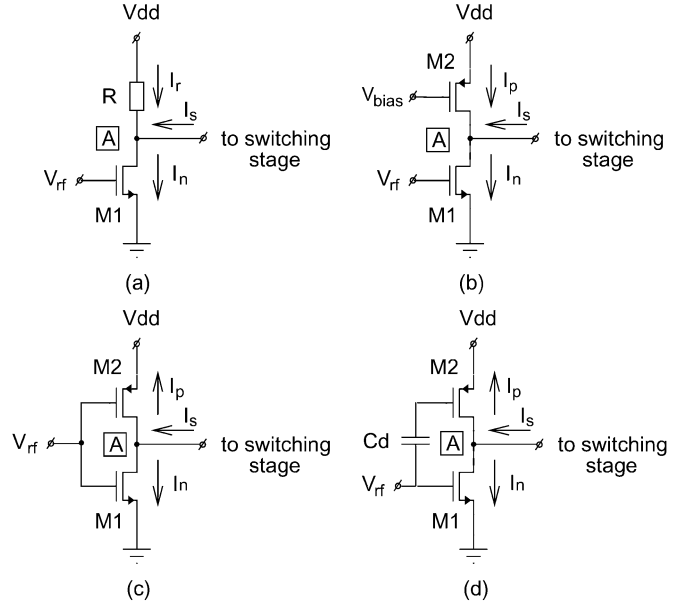 Vdd
R
Ir
Is
A
to switching
stage
Vrf
In
M1
(a)
Vdd
M2
Ip
Vbias
Is
A
to switching
stage
Vrf
In
M1
(b)
Vdd
M2
Ip
Is
Vrf
A
to switching
stage
In
M1
(c)
Vdd
M2
Ip
Is
Cd
A
to switching
stage
Vrf
In
M1
(d)